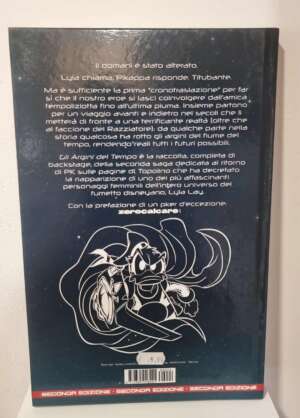 Il domani è stato alterato.
Lyla chiama, Pikappa risponde. Titubante.
Ma è sufficiente la prima "cronotraslazione" per far
sì che il nostro eroe si lasci coinvolgere dall'amica
tempoliziotta fino all'ultima piuma. Insieme partono
per un viaggio avanti e indietro nei secoli che li
metterà di fronte a una terrificante realtà (oltre che
al faccione del Razziatore): da qualche parte nella
storia qualcosa ha rotto gli argini del fiume del
tempo, rendendo reali tutti i futuri possibili.
Gli Argini del Tempo è la raccolta, completa di
backstage, della seconda saga dedicata al ritorno
di PK sulle pagine di Topolino che ha decretato
la riapparizione di uno dei più affascinanti
personaggi femminili dell'intero universo del
fumetto disneyano, Lyla Lay.
Con la prefazione di un pker d'eccezione:
zerocalcare!
SECONDA EDIZIONE - SECONDA EDIZIONE - SECONDA EDIZIONE